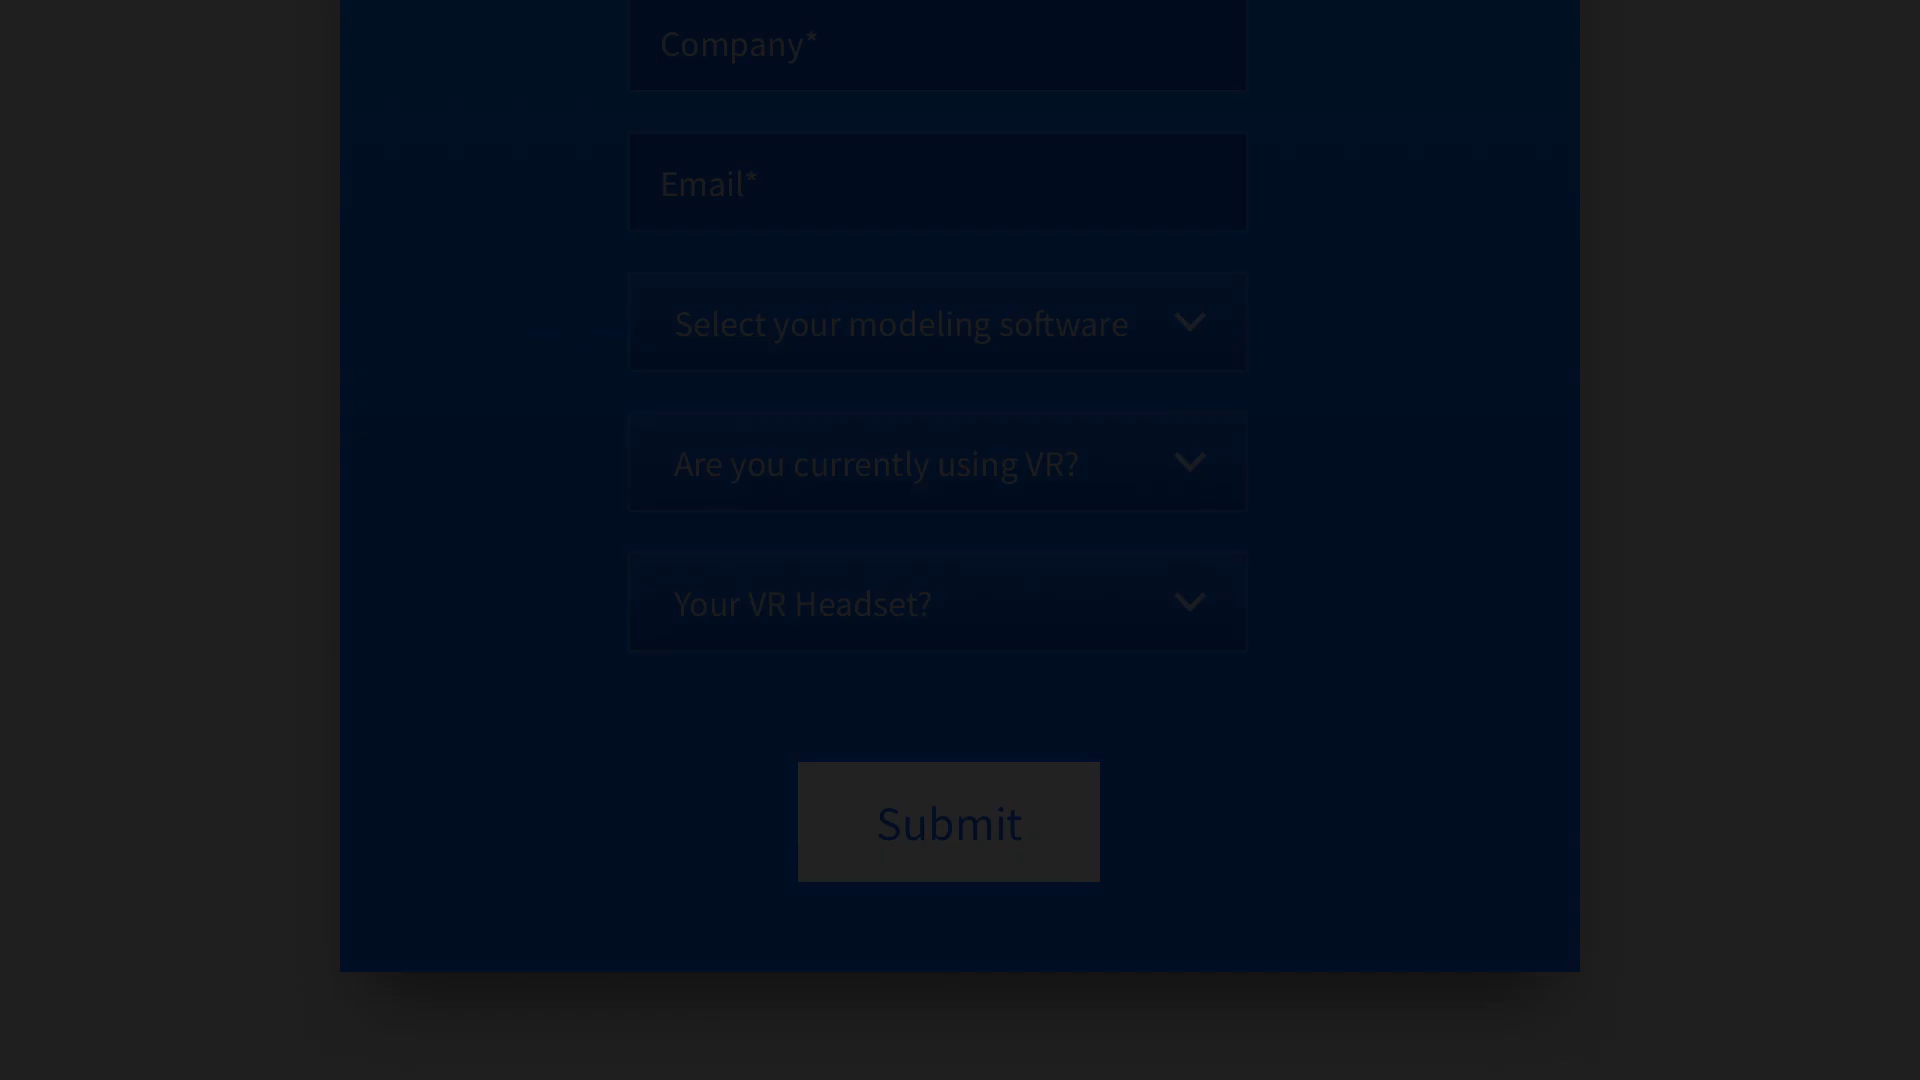 Company*
Email*
Select your modeling software
Are you currently using VR?
Your VR Headset?
Submit